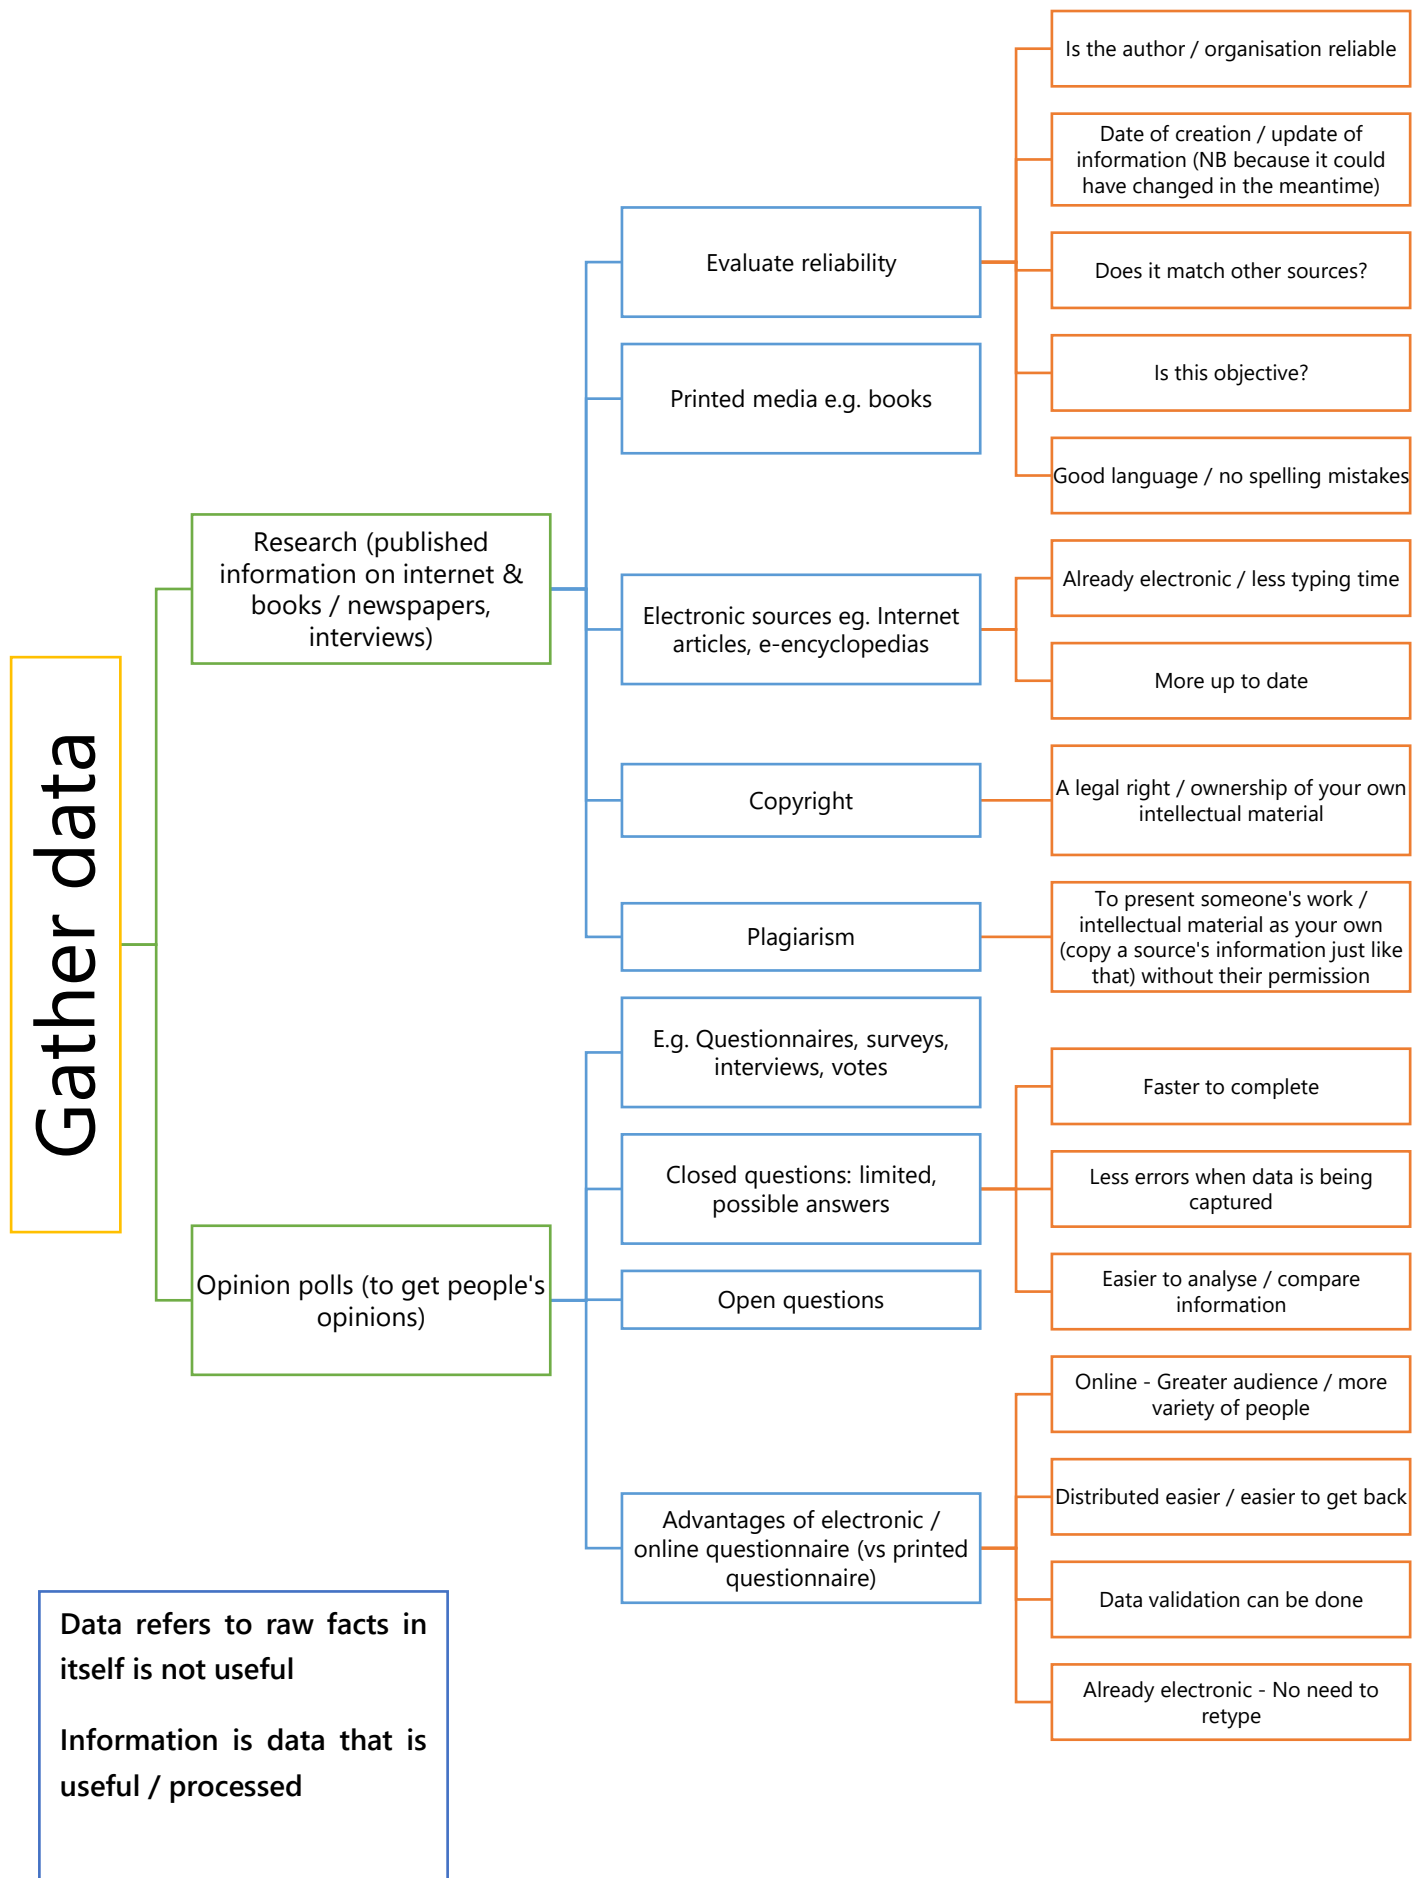 Gather data
Research (published
information on internet &
books / newspapers,
interviews)
Evaluate reliability
Is the author / organisation reliable
Date of creation / update of
information (NB because it could
have changed in the meantime)
Does it match other sources?
Is this objective?
Good language / no spelling mistakes
Printed media e.g. books
Electronic sources eg. Internet
articles, e-encyclopedias
Already electronic / less typing time
More up to date
Copyright
A legal right / ownership of your own
intellectual material
Plagiarism
To present someone's work /
intellectual material as your own
(copy a source's information just like
that) without their permission
Opinion polls (to get people's
opinions)
E.g. Questionnaires, surveys,
interviews, votes
Closed questions: limited,
possible answers
Faster to complete
Less errors when data is being
captured
Easier to analyse / compare
information
Open questions
Advantages of electronic /
online questionnaire (vs printed
questionnaire)
Online - Greater audience / more
variety of people
Distributed easier / easier to get back
Data validation can be done
Already electronic - No need to
retype
Data refers to raw facts in
itself is not useful
Information is data that is
useful / processed